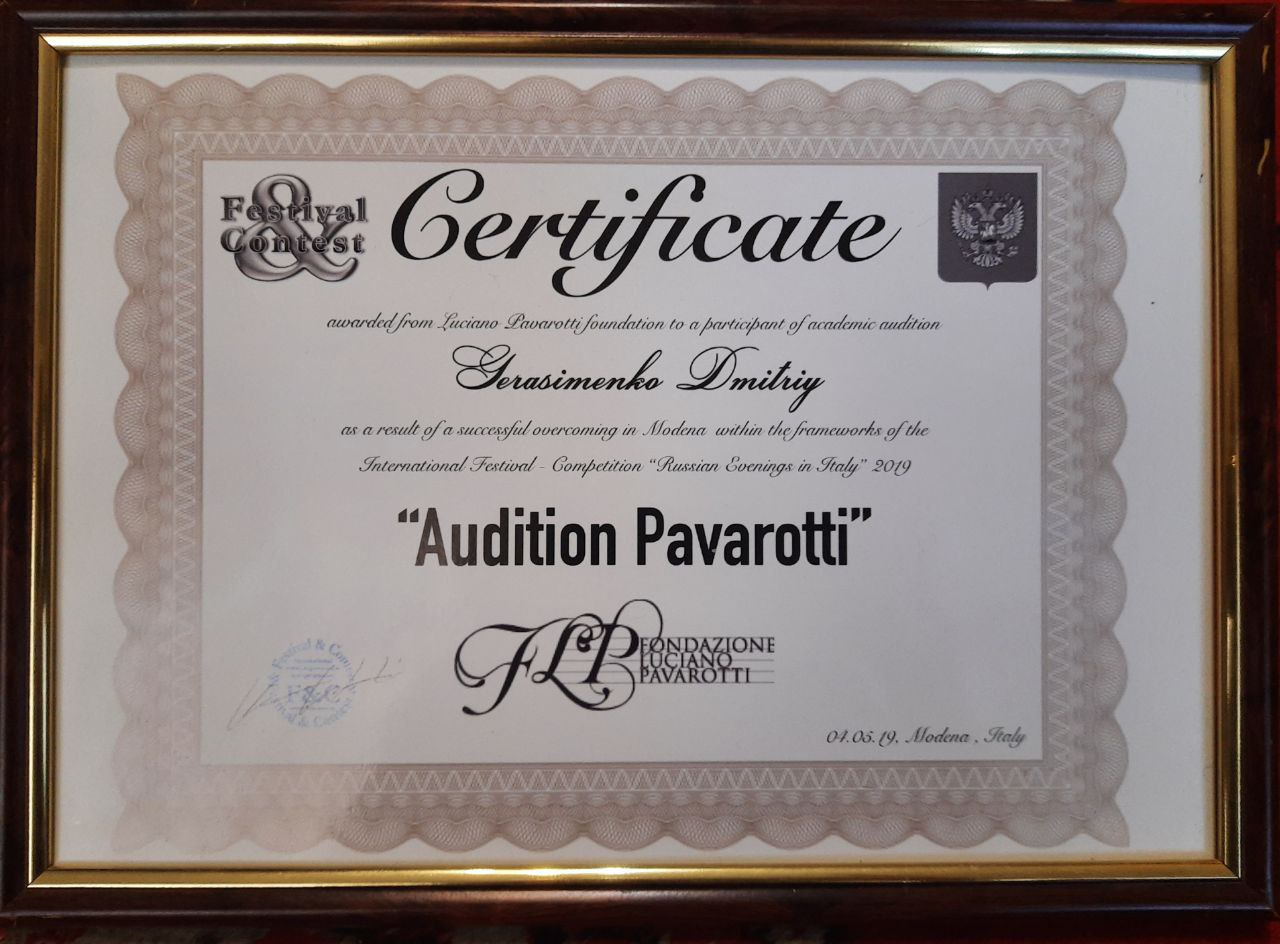 Festival
&
Contest
Certificate
awarded from Luciano Pavarotti foundation to a participant of academic audition
Gerasimenko Dmitriy
as a result of a successful overcoming in Modena within the frameworks of the
International Festival - Competition “Russian Evenings in Italy” 2019
“Audition Pavarotti”
FLP
FONDAZIONE
LUCIANO
PAVAROTTI
Festival &
F&C
04.05.19, Modena , Italy